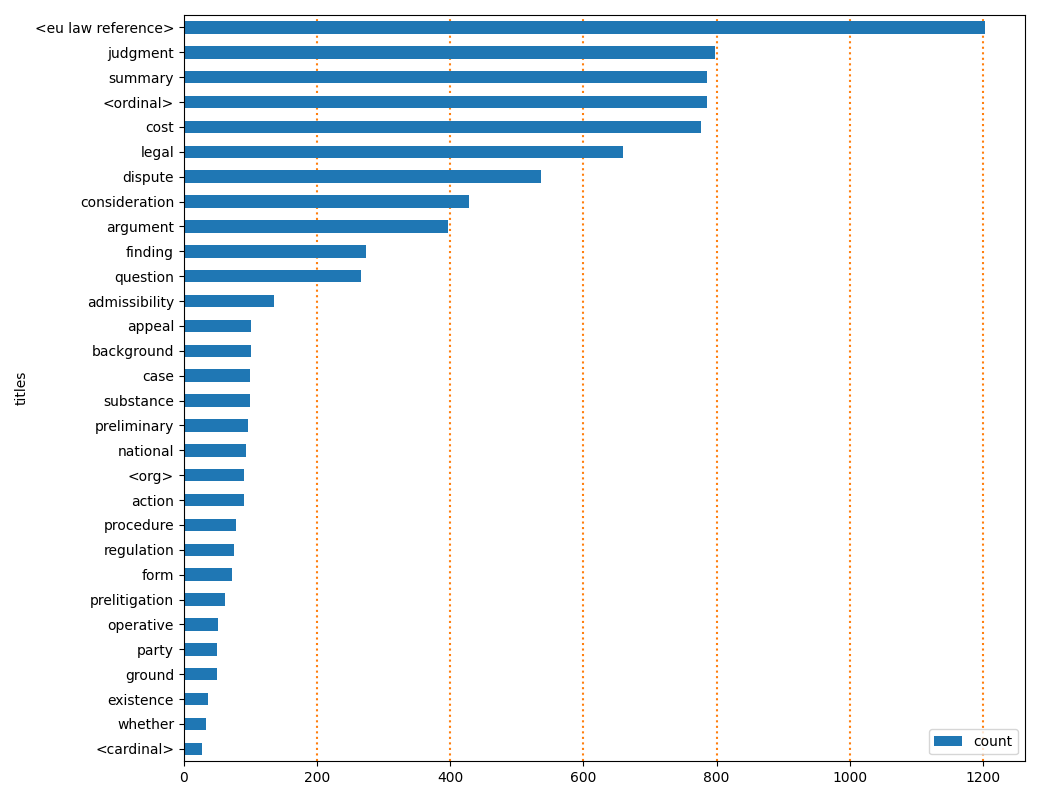 <eu law reference>
judgment
summary
<ordinal>
cost
legal
dispute
consideration
argument
finding
question
admissibility
appeal
background
case
substance
preliminary
national
<org>
action
procedure
regulation
form
prelitigation
operative
party
ground
existence
whether
<cardinal>
titles
0 200 400 600 800 1000 1200
count